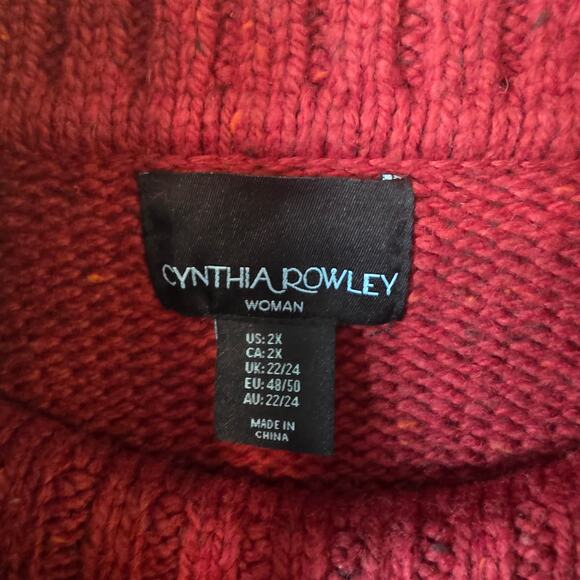 CYNTHIA ROWLEY
WOMAN
US: 2X
CA: 2X
UK: 22/24
EU: 48/50
AU: 22/24
MADE IN
CHINA